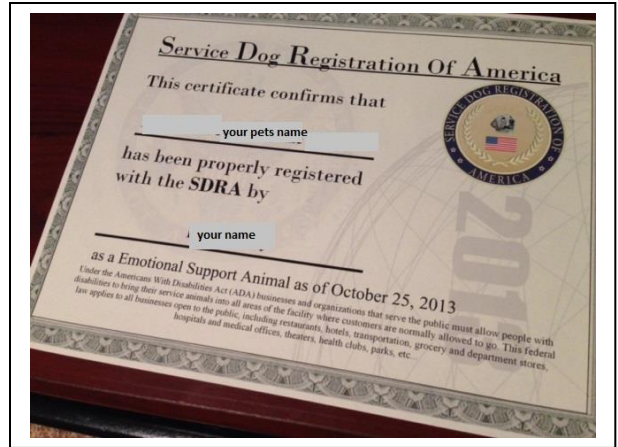 Service Dog Registration Of America
This certificate confirms that
your pets name
has been properly registered
with the SDRA by
your name
as a Emotional Support Animal as of October 25, 2013
Under the Americans With Disabilities Act (ADA) businesses and organizations that serve the public must allow people with
disabilities to bring their service animals into all areas of the facility where customers are normally allowed to go. This federal
law applies to all businesses open to the public, including restaurants, hotels, transportation, grocery and department stores,
hospitals and medical offices, theaters, health clubs, parks, etc...
SERVICE DOG REGISTRATION OF
AMERICA
2013